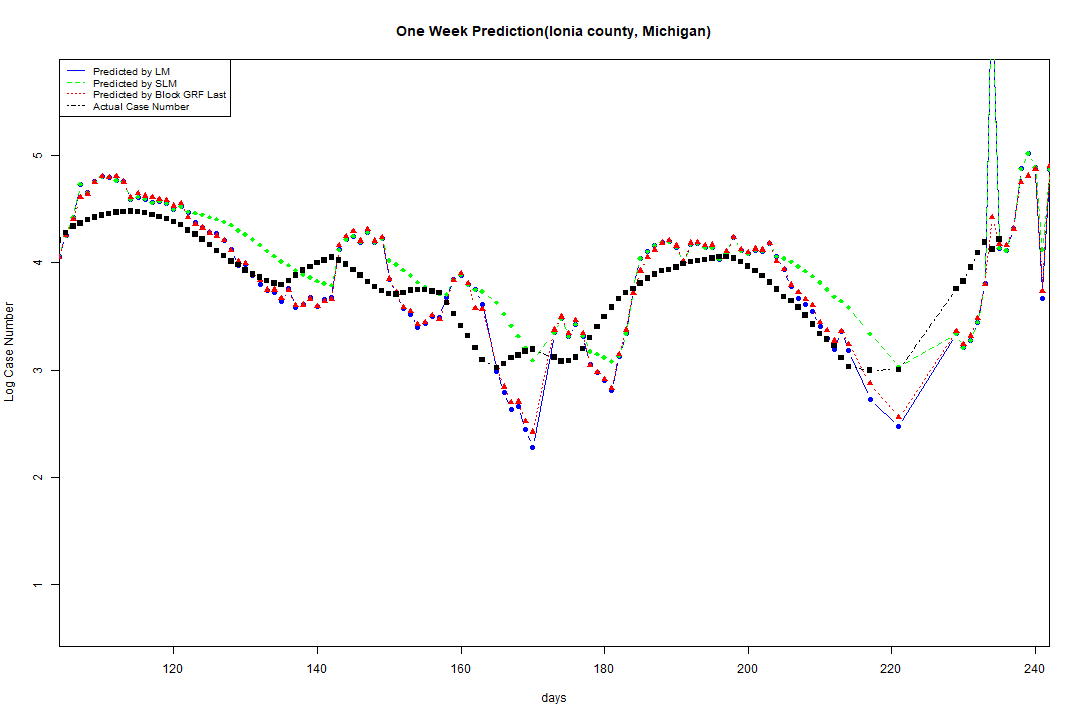 One Week Prediction(Ionia county, Michigan)
Predicted by LM
Predicted by SLM
Predicted by Block GRF Last
Actual Case Number
5
4
3
2
1
Log Case Number
120 140 160 180 200 220 240
days